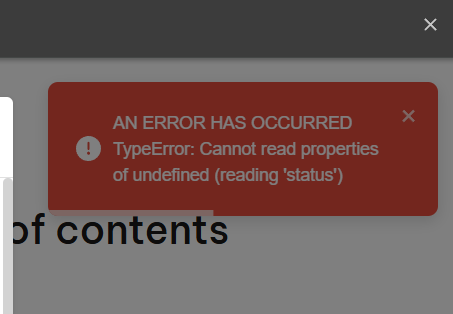 AN ERROR HAS OCCURRED
TypeError: Cannot read properties
of undefined (reading 'status')
of contents